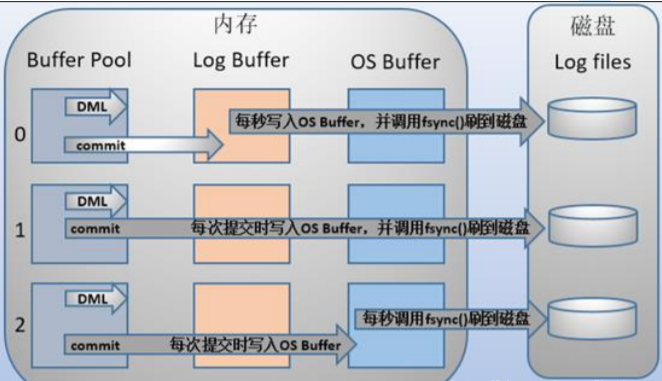 内存
磁盘
Buffer Pool
Log Buffer
OS Buffer
Log files
0
DML
commit
每秒写入OS Buffer，并调用fsync()刷到磁盘
1
DML
commit
每次提交时写入OS Buffer，并调用fsync()刷到磁盘
2
DML
commit
每次提交时写入OS Buffer
每秒调用fsync()刷到磁盘